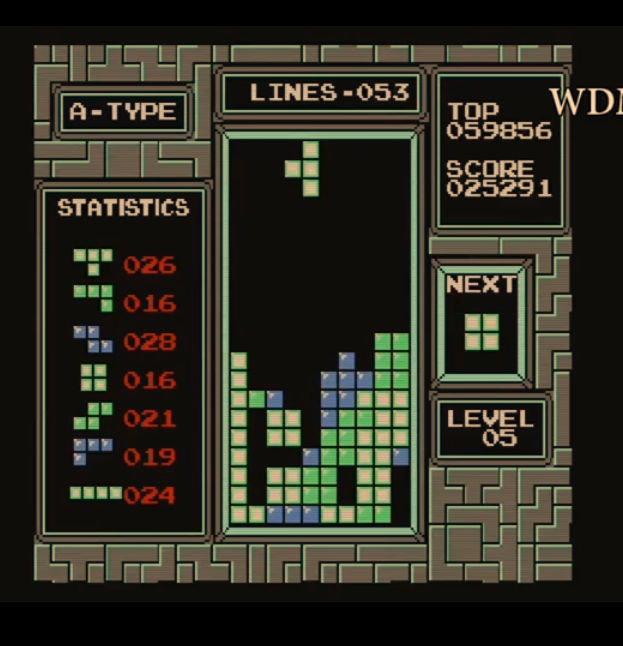 LINES-053
A-TYPE
TOP
059856
SCORE
025291
STATISTICS
026
016
028
016
021
019
024
NEXT
LEVEL
05